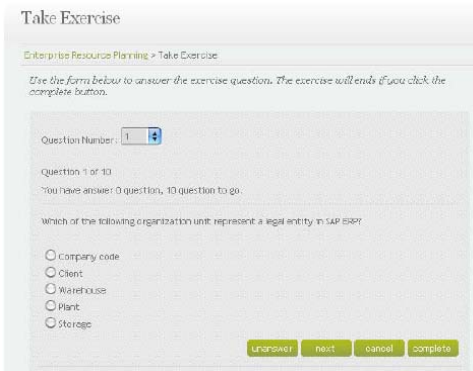 Take Exercise
Enterprise Resource Planning > Take Exercise
Use the form below to answer the exercise question. The exercise will ends if you click the
complete button.
Question Number: 1
Question 1 of 10
You have answer 0 question, 10 question to go.
Which of the following organization unit represent a legal entity in SAP ERP?
Company code
Client
Warehouse
Plant
Storage
unanswer next cancel complete